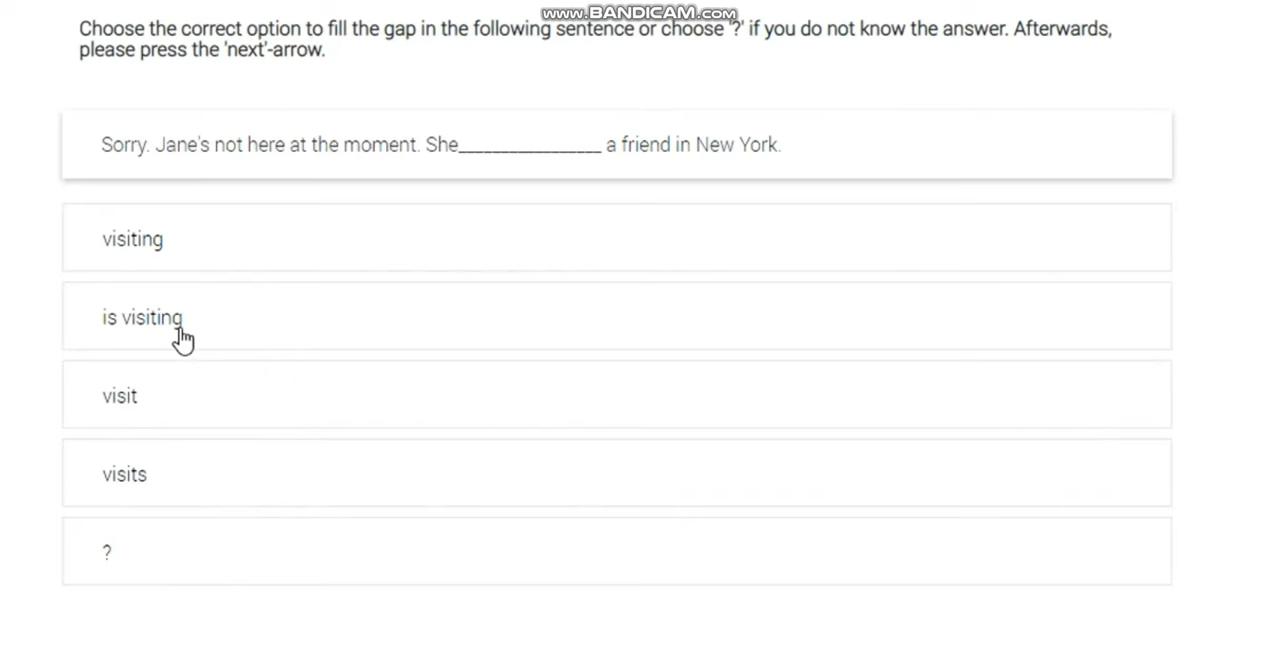 www.BANDICAM.com
Choose the correct option to fill the gap in the following sentence or choose '?' if you do not know the answer. Afterwards,
please press the 'next'-arrow.
Sorry. Jane's not here at the moment. She_________________ a friend in New York.
visiting
is visiting
visit
visits
?